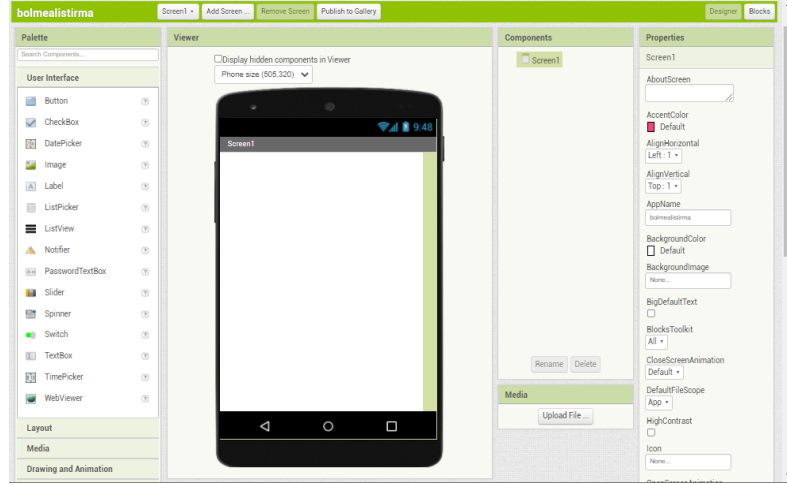 bolmealistirma
Screen1
Add Screen ...
Remove Screen
Publish to Gallery
Designer
Blocks
Palette
Search Components...
User Interface
Button
CheckBox
DatePicker
Image
Label
ListPicker
ListView
Notifier
PasswordTextBox
Slider
Spinner
Switch
TextBox
TimePicker
WebViewer
Layout
Media
Drawing and Animation
Viewer
Display hidden components in Viewer
Phone size (505,320)
9:48
Screen1
Components
Screen1
Rename
Delete
Media
Upload File ...
Properties
Screen1
AboutScreen
AccentColor
Default
AlignHorizontal
Left : 1
AlignVertical
Top : 1
AppName
bolmealistirma
BackgroundColor
Default
BackgroundImage
None...
BigDefaultText
BlocksToolkit
All
CloseScreenAnimation
Default
DefaultFileScope
App
HighContrast
Icon
None...
OpenScreenAnimation